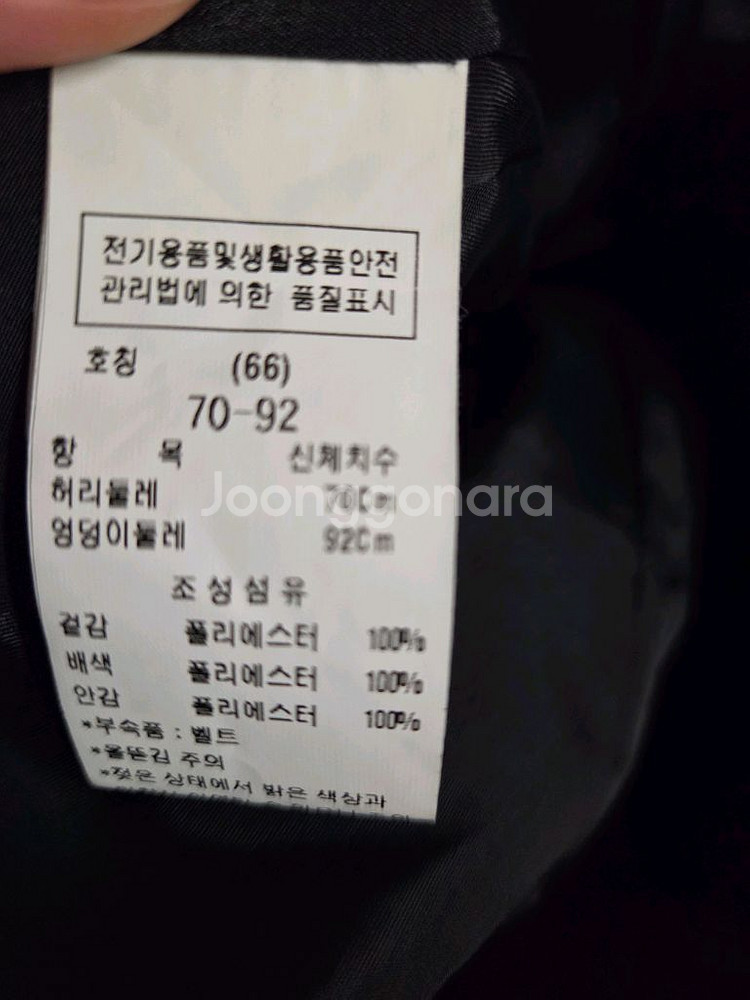 전기용품및생활용품안전
관리법에 의한 품질표시
호칭 (66)
70-92
항 목 신체치수
허리둘레 70Cm
엉덩이둘레 92Cm
Joonggonara
조성섬유
겉감 폴리에스터 100%
배색 폴리에스터 100%
안감 폴리에스터 100%
*부속품 : 벨트
*올뜯김 주의
*젖은 상태에서 밝은 색상과